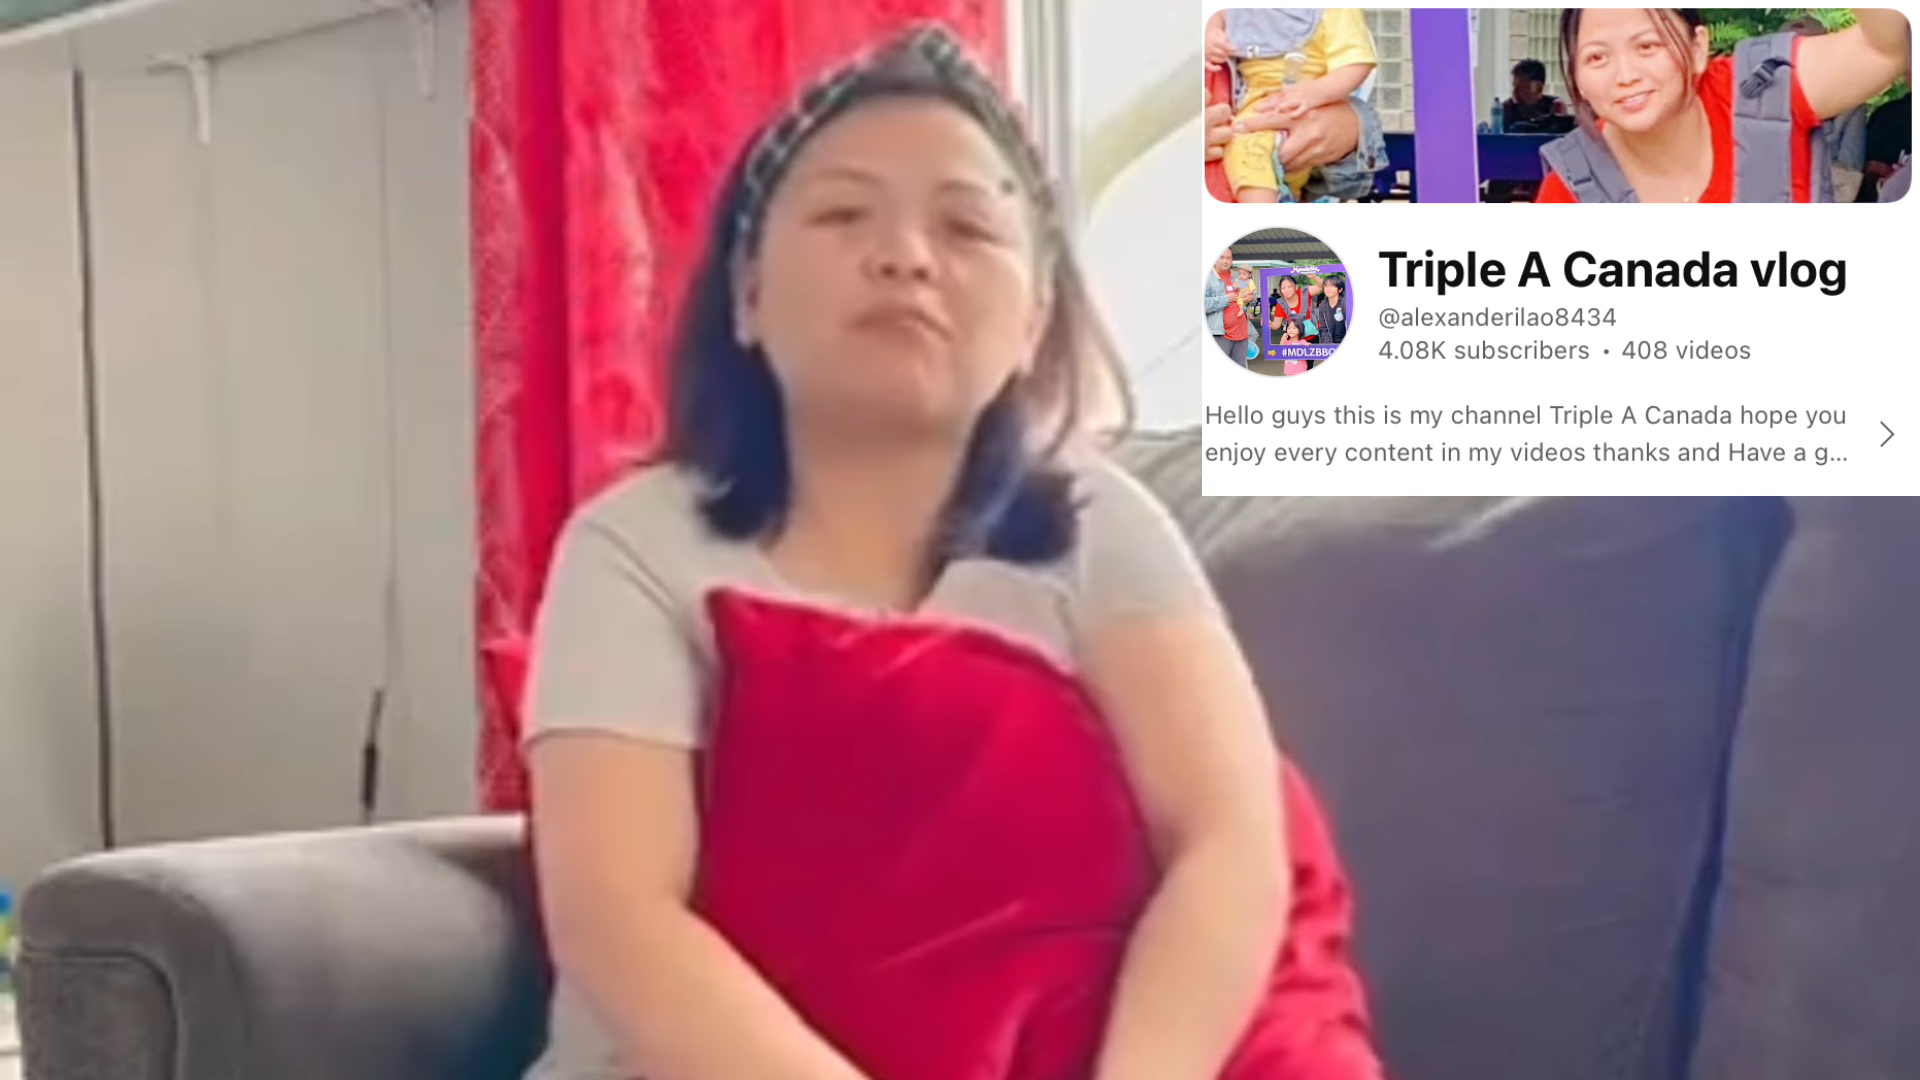 Triple A Canada vlog
@alexanderilao8434
4.08K subscribers • 408 videos
#MDLZBBQ
Hello guys this is my channel Triple A Canada hope you
enjoy every content in my videos thanks and Have a g...